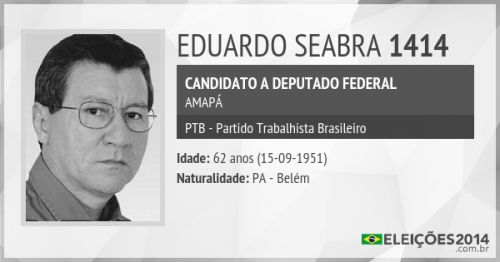 EDUARDO SEABRA 1414
CANDIDATO A DEPUTADO FEDERAL
AMAPÁ
PTB - Partido Trabalhista Brasileiro
Idade: 62 anos (15-09-1951)
Naturalidade: PA - Belém
ELEIÇÕES2014
.com.br